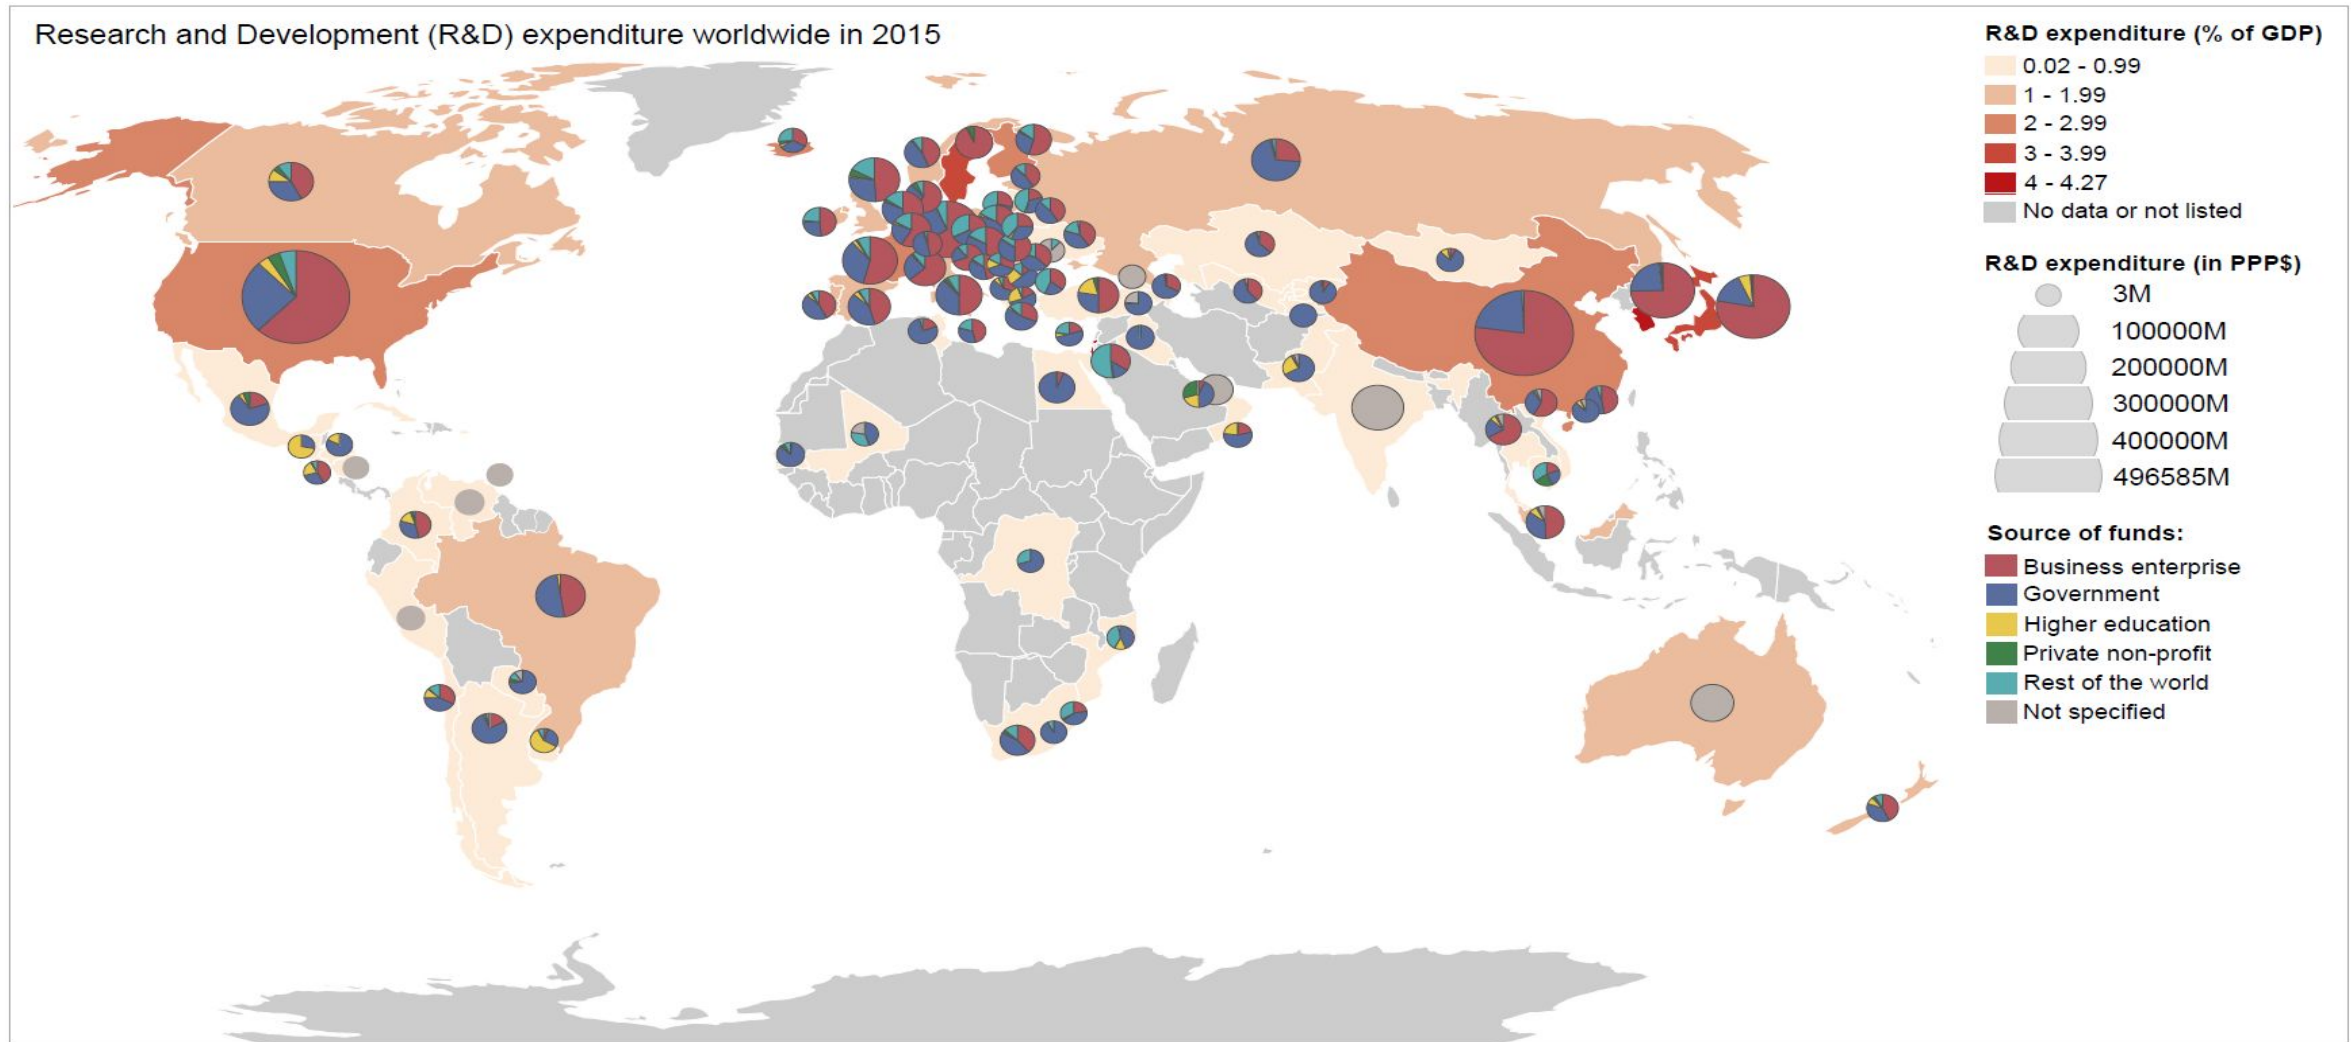 Research and Development (R&D) expenditure worldwide in 2015
R&D expenditure (% of GDP)
0.02 - 0.99
1 - 1.99
2 - 2.99
3 - 3.99
4 - 4.27
No data or not listed
R&D expenditure (in PPP$)
3M
100000M
200000M
300000M
400000M
496585M
Source of funds:
Business enterprise
Government
Higher education
Private non-profit
Rest of the world
Not specified